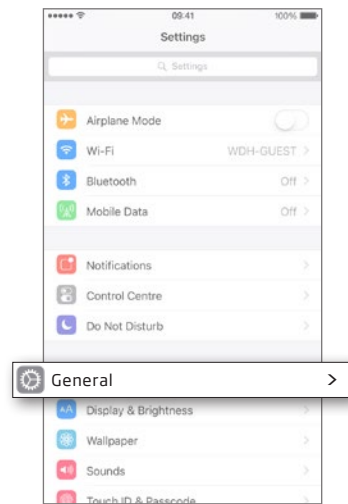 09:41 100%
Settings
Settings
Airplane Mode
Wi-Fi WDH-GUEST >
Bluetooth Off >
Mobile Data Off >
Notifications >
Control Centre >
Do Not Disturb >
General >
AA Display & Brightness >
Wallpaper >
Sounds >
Touch ID & Passcode